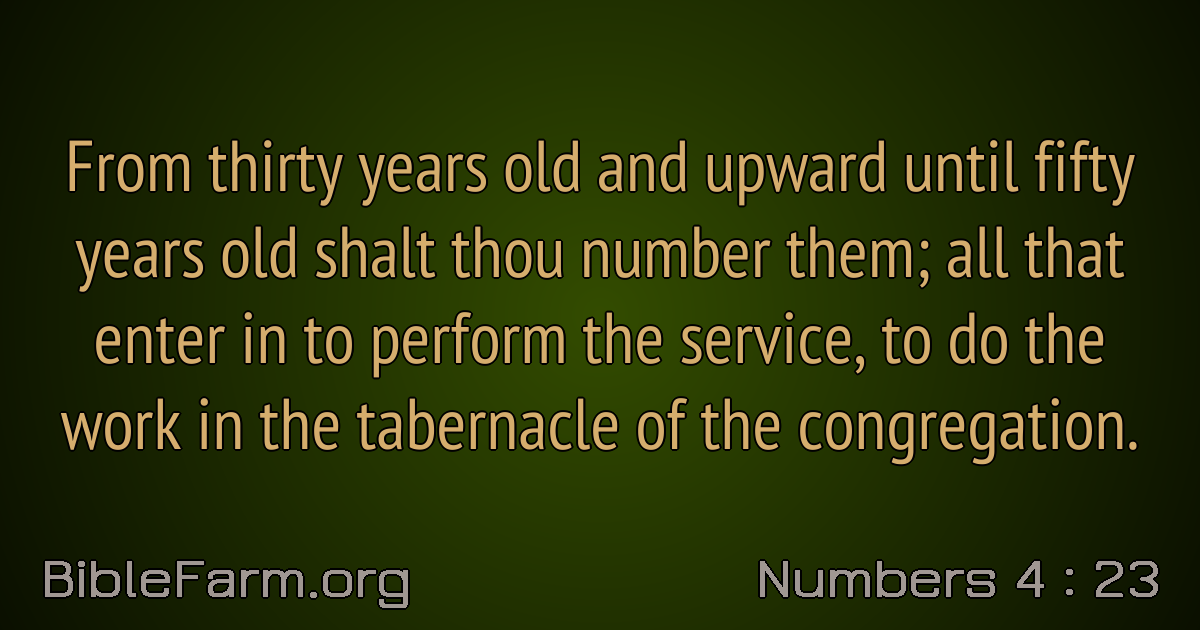 From thirty years old and upward until fifty
years old shalt thou number them; all that
enter in to perform the service, to do the
work in the tabernacle of the congregation.
BibleFarm.org
Numbers 4 : 23